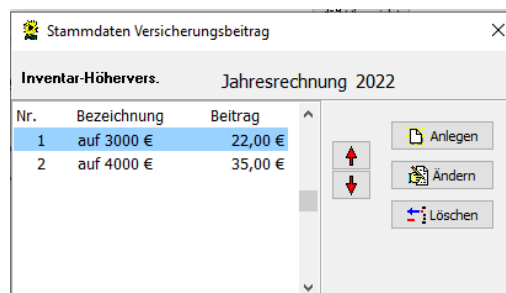 Stammdaten Versicherungsbeitrag
Inventar-Höhervers. Jahresrechnung 2022
Nr. Bezeichnung Beitrag
1 auf 3000 € 22,00 €
2 auf 4000 € 35,00 €
Anlegen
Ändern
Löschen